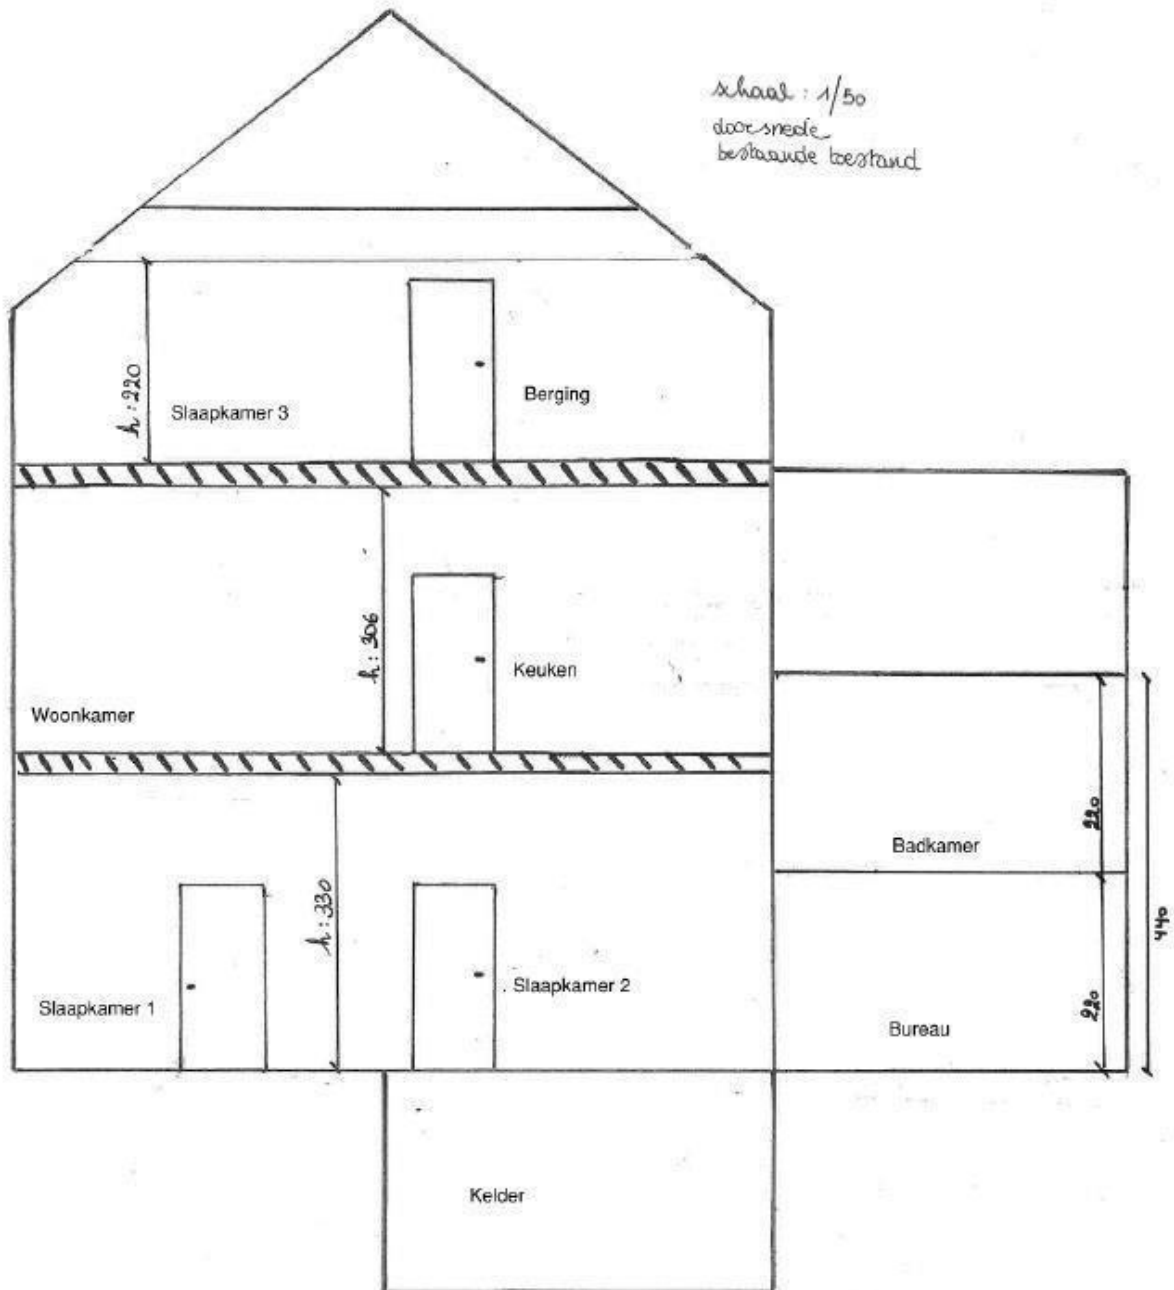 schaal : 1/50
doorsnede
bestaande toestand
h : 220
Slaapkamer 3
Berging
h : 306
Keuken
Woonkamer
220
Badkamer
h : 330
440
Slaapkamer 1
Slaapkamer 2
220
Bureau
Kelder